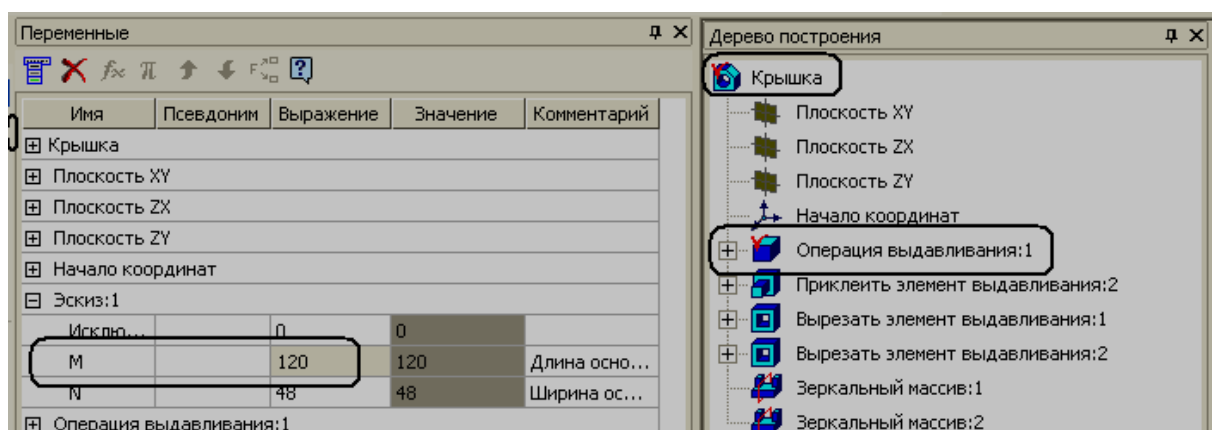 Переменные
Имя Псевдоним Выражение Значение Комментарий
Крышка
Плоскость XY
Плоскость ZX
Плоскость ZY
Начало координат
Эскиз:1
Исклю... 0 0
M 120 120 Длина осно...
N 48 48 Ширина ос...
Операция выдавливания:1
Дерево построения
Крышка
Плоскость XY
Плоскость ZX
Плоскость ZY
Начало координат
Операция выдавливания:1
Приклеить элемент выдавливания:2
Вырезать элемент выдавливания:1
Вырезать элемент выдавливания:2
Зеркальный массив:1
Зеркальный массив:2